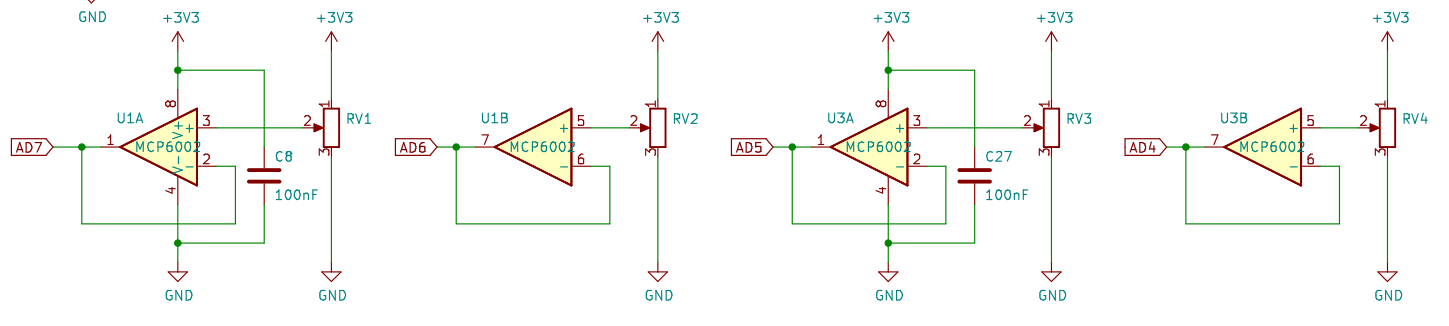 GND
+3V3
+3V3
+3V3
+3V3
+3V3
+3V3
8
1
1
8
1
1
U1A
3
2
RV1
U1B
5
2
RV2
U3A
3
2
RV3
U3B
5
2
RV4
V+
+
+
+
+
AD7
1
MCP6002
AD6
7
MCP6002
AD5
1
MCP6002
AD4
7
MCP6002
3
3
3
3
V-
-
2
C8
-
6
-
2
C27
-
6
4
100nF
4
100nF
GND
GND
GND
GND
GND
GND